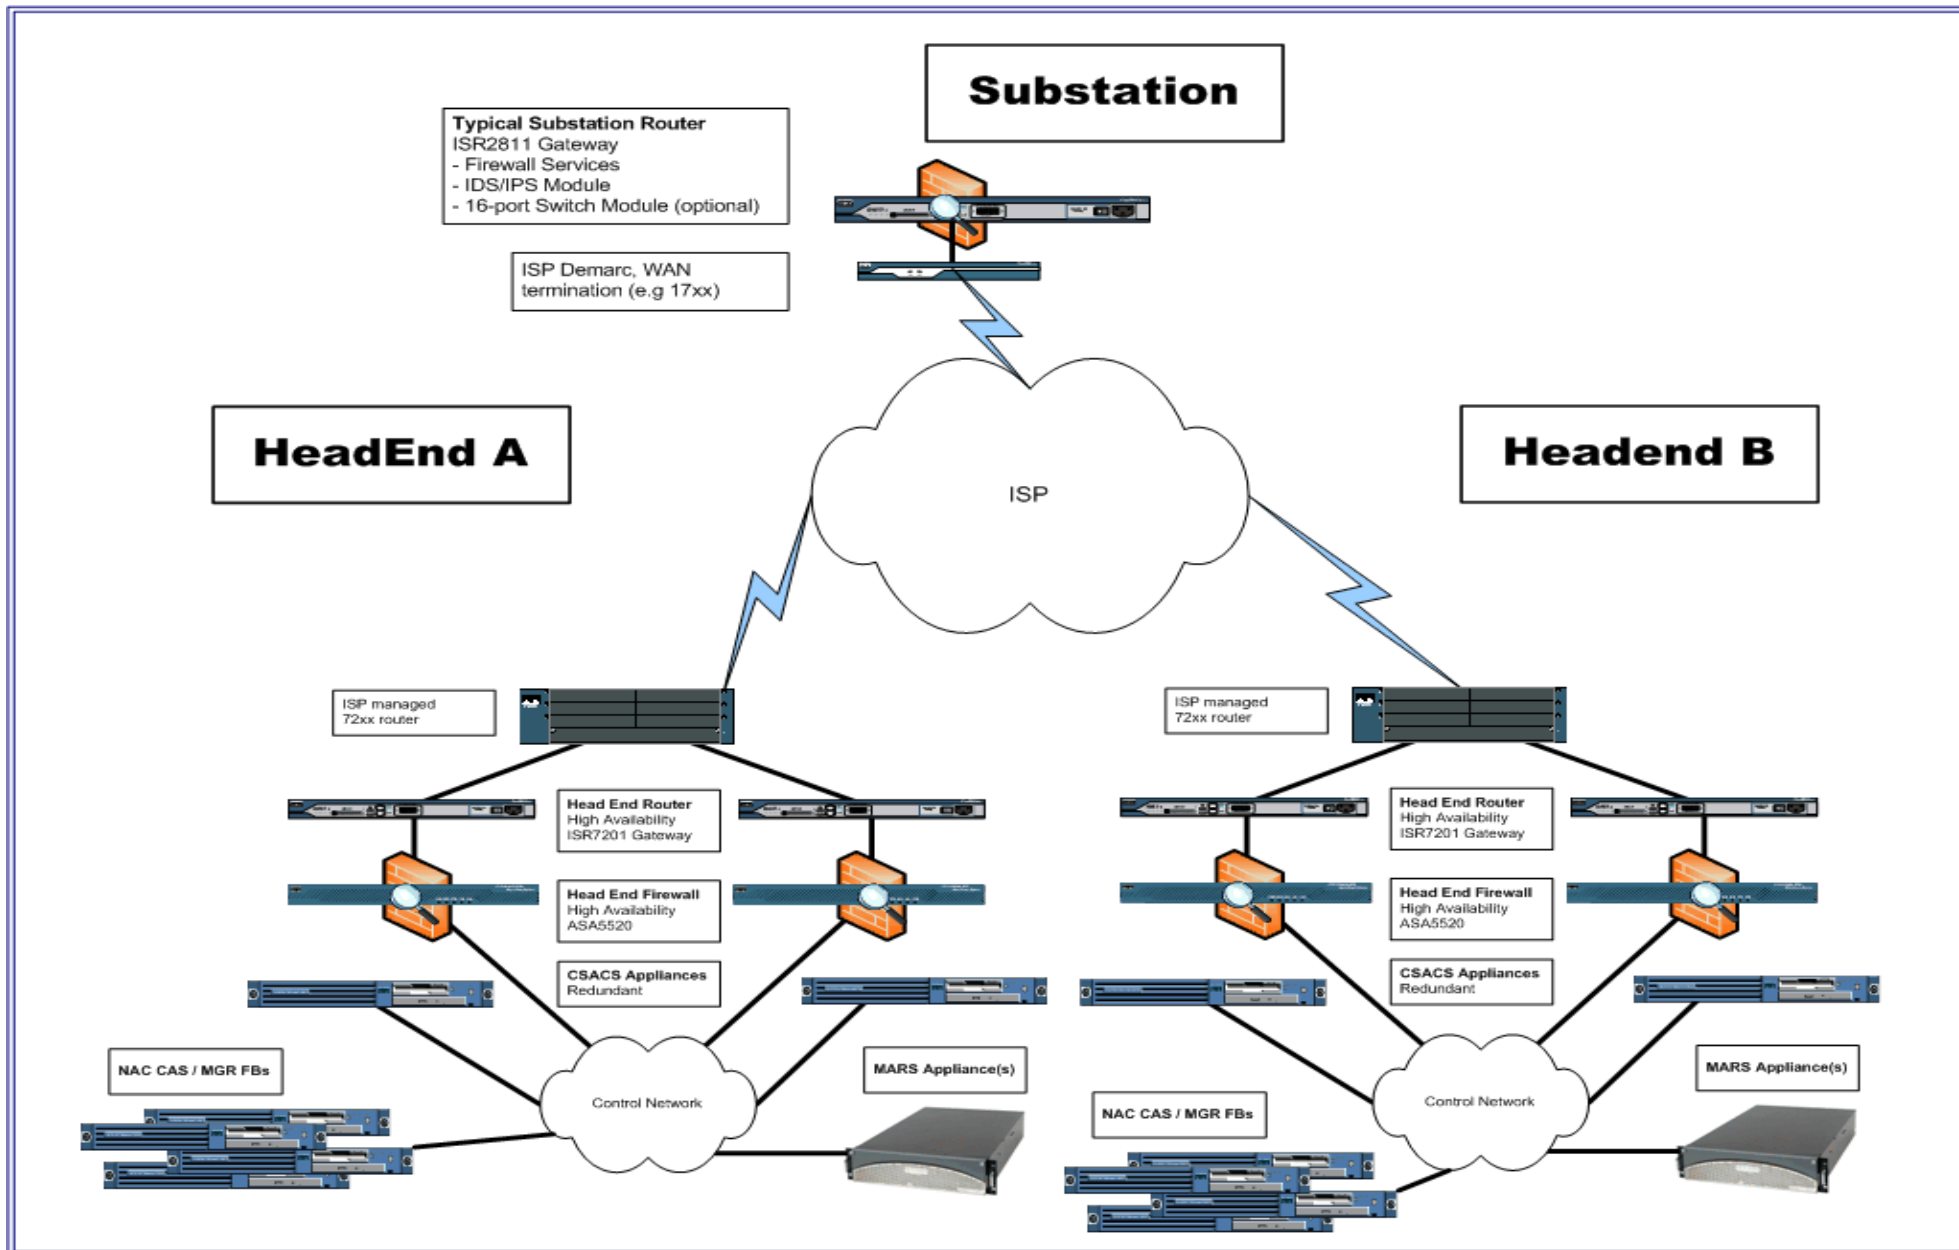 Substation
Typical Substation Router
ISR2811 Gateway
- Firewall Services
- IDS/IPS Module
- 16-port Switch Module (optional)
ISP Demarc, WAN
termination (e.g 17xx)
HeadEnd A
Headend B
ISP
ISP managed
72xx router
Head End Router
High Availability
ISR7201 Gateway
Head End Firewall
High Availability
ASA5520
CSACS Appliances
Redundant
NAC CAS / MGR FBs
Control Network
MARS Appliance(s)
ISP managed
72xx router
Head End Router
High Availability
ISR7201 Gateway
Head End Firewall
High Availability
ASA5520
CSACS Appliances
Redundant
NAC CAS / MGR FBs
Control Network
MARS Appliance(s)